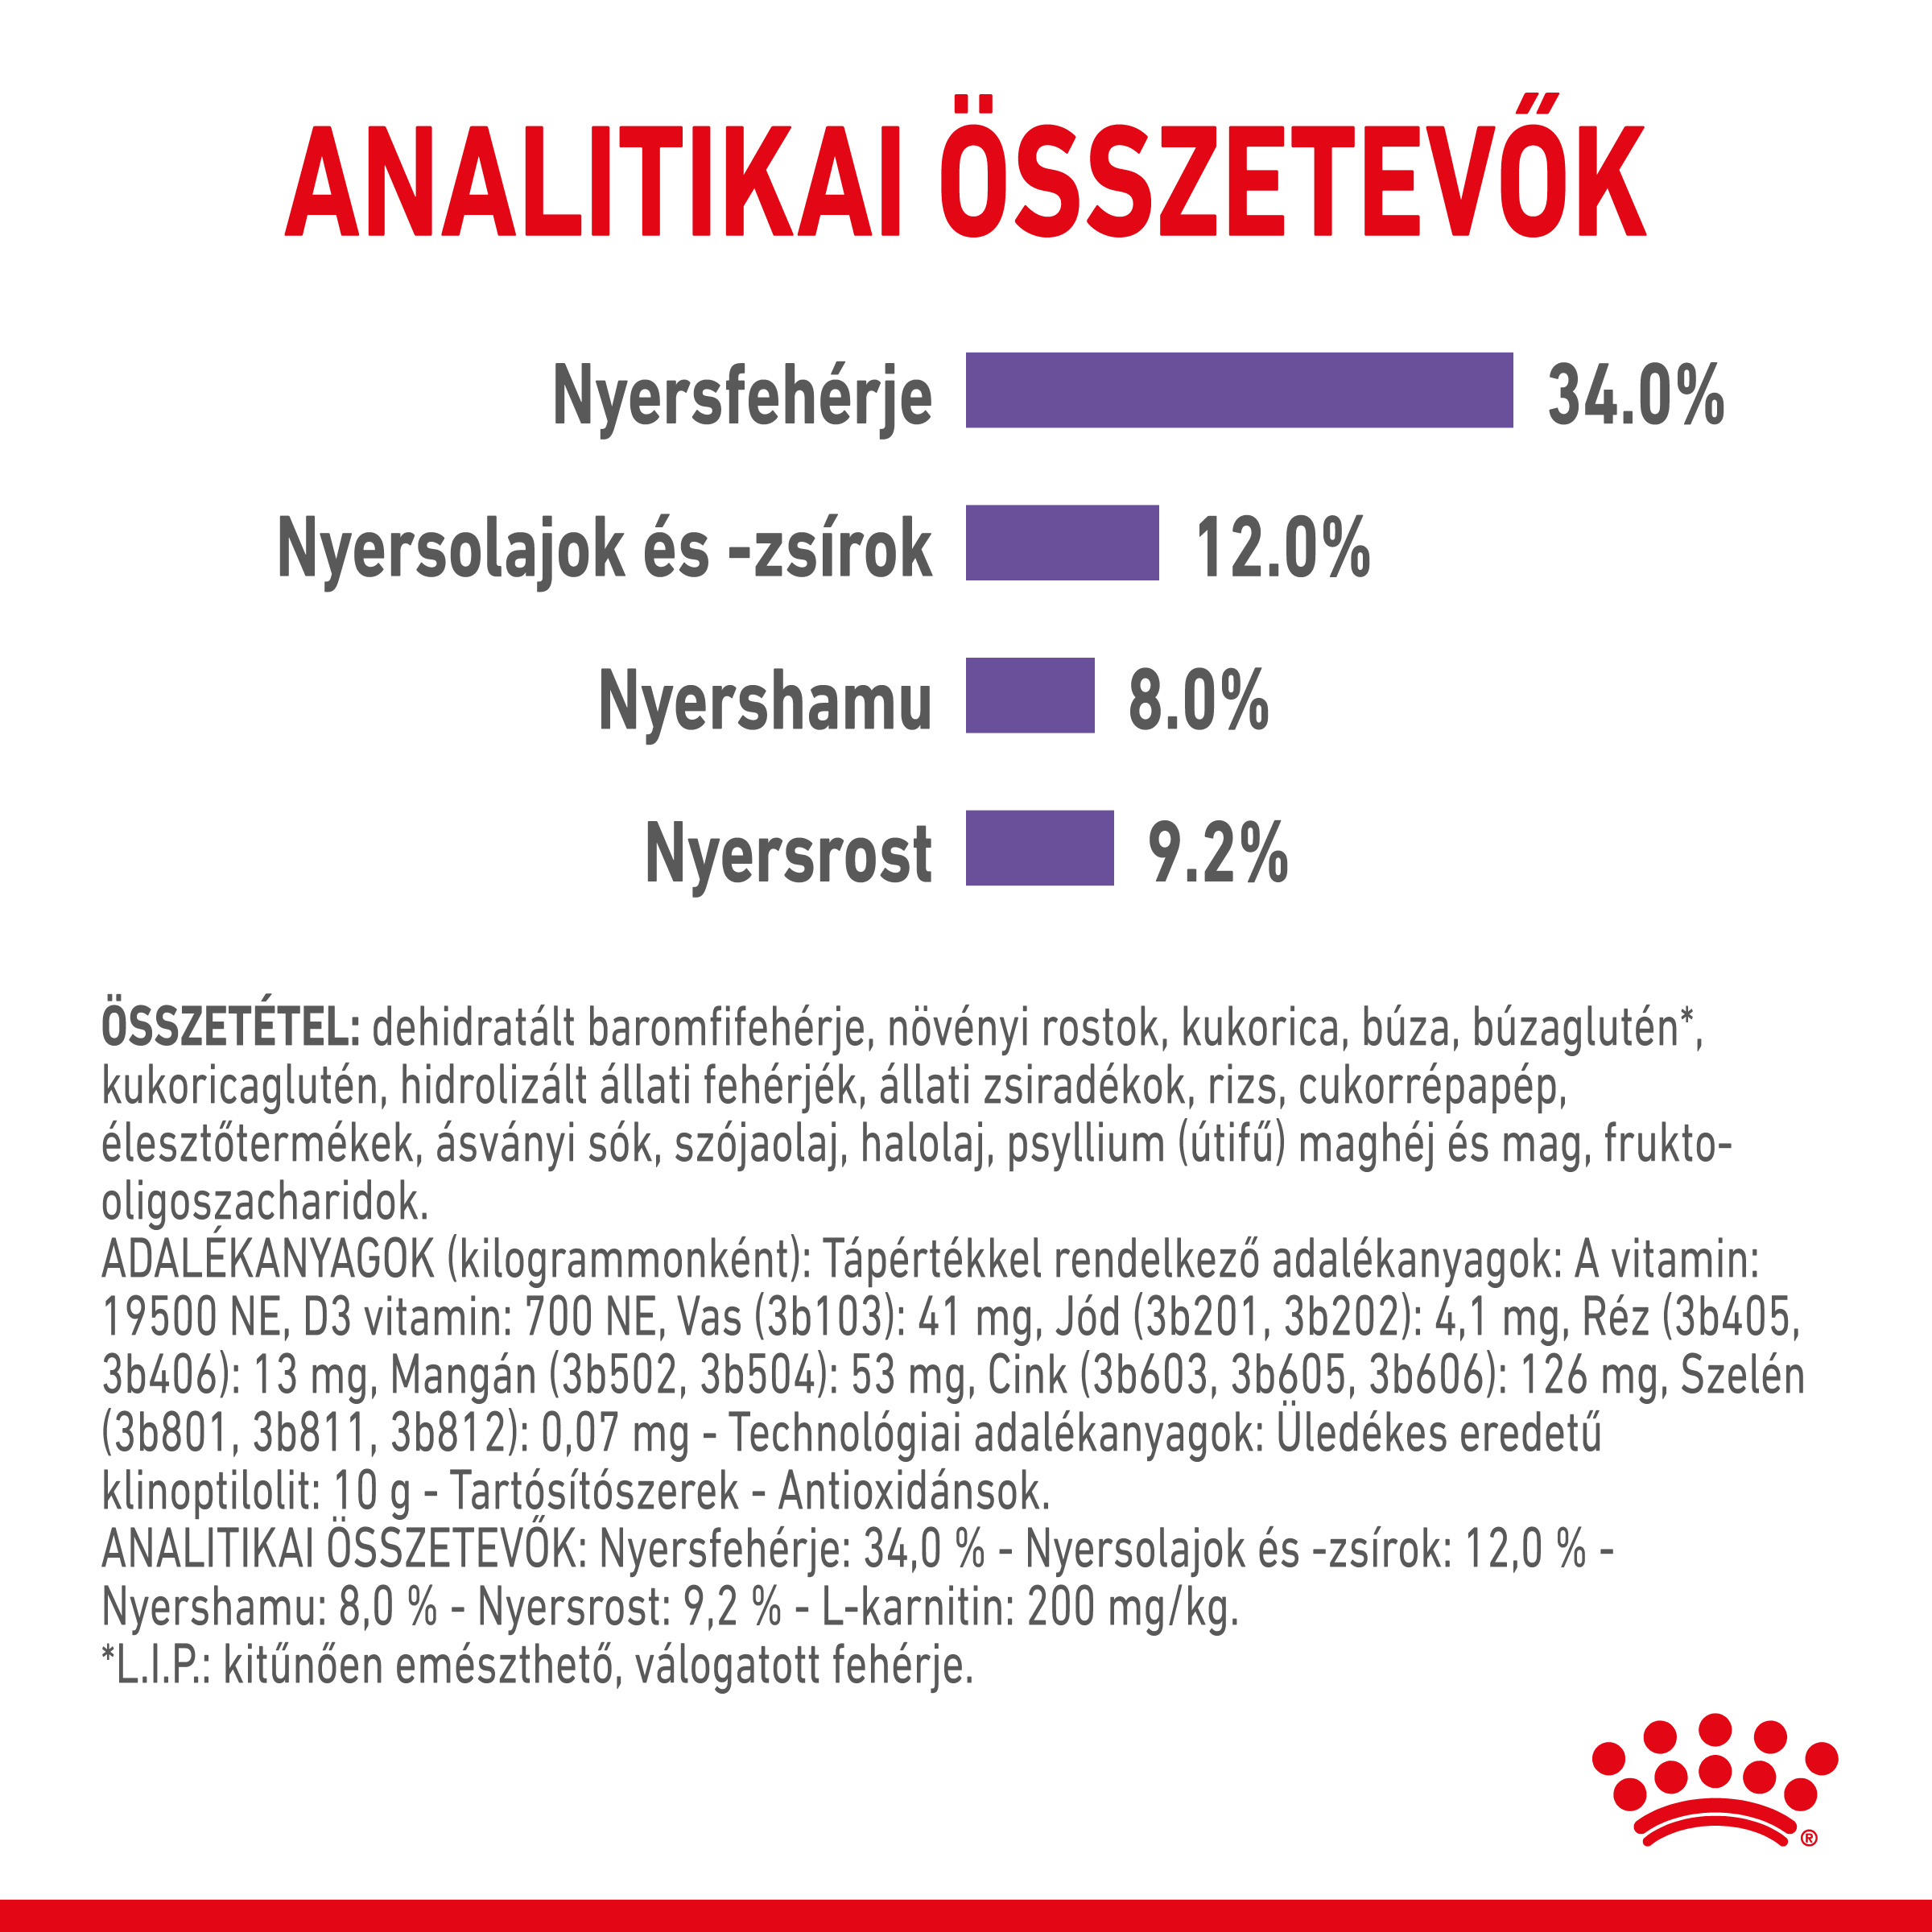 ANALITIKAI ÖSSZETEVŐK
Nyersfehérje 34.0%
Nyersolajok és -zsírok 12.0%
Nyershamu 8.0%
Nyersrost 9.2%
ÖSSZETÉTEL: dehidratált baromfifehérje, növényi rostok, kukorica, búza, búzaglutén*,
kukoricaglutén, hidrolizált állati fehérjék, állati zsiradékok, rizs, cukorrépapép,
élesztőtermékek, ásványi sók, szójaolaj, halolaj, psyllium (útifű) maghéj és mag, frukto-
oligoszacharidok.
ADALÉKANYAGOK (kilogrammonként): Tápértékkel rendelkező adalékanyagok: A vitamin:
19500 NE, D3 vitamin: 700 NE, Vas (3b103): 41 mg, Jód (3b201, 3b202): 4,1 mg, Réz (3b405,
3b406): 13 mg, Mangán (3b502, 3b504): 53 mg, Cink (3b603, 3b605, 3b606): 126 mg, Szelén
(3b801, 3b811, 3b812): 0,07 mg - Technológiai adalékanyagok: Üledékes eredetű
klinoptilolit: 10 g - Tartósítószerek - Antioxidánsok.
ANALITIKAI ÖSSZETEVŐK: Nyersfehérje: 34,0 % - Nyersolajok és -zsírok: 12,0 % -
Nyershamu: 8,0 % - Nyersrost: 9,2 % - L-karnitin: 200 mg/kg.
*L.I.P.: kitűnően emészthető, válogatott fehérje.
®